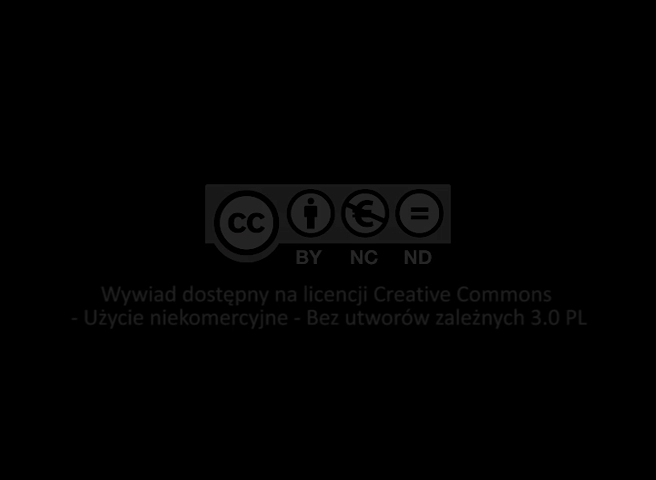 cc
BY NC ND
Wywiad dostępny na licencji Creative Commons
- Użycie niekomercyjne - Bez utworów zależnych 3.0 PL